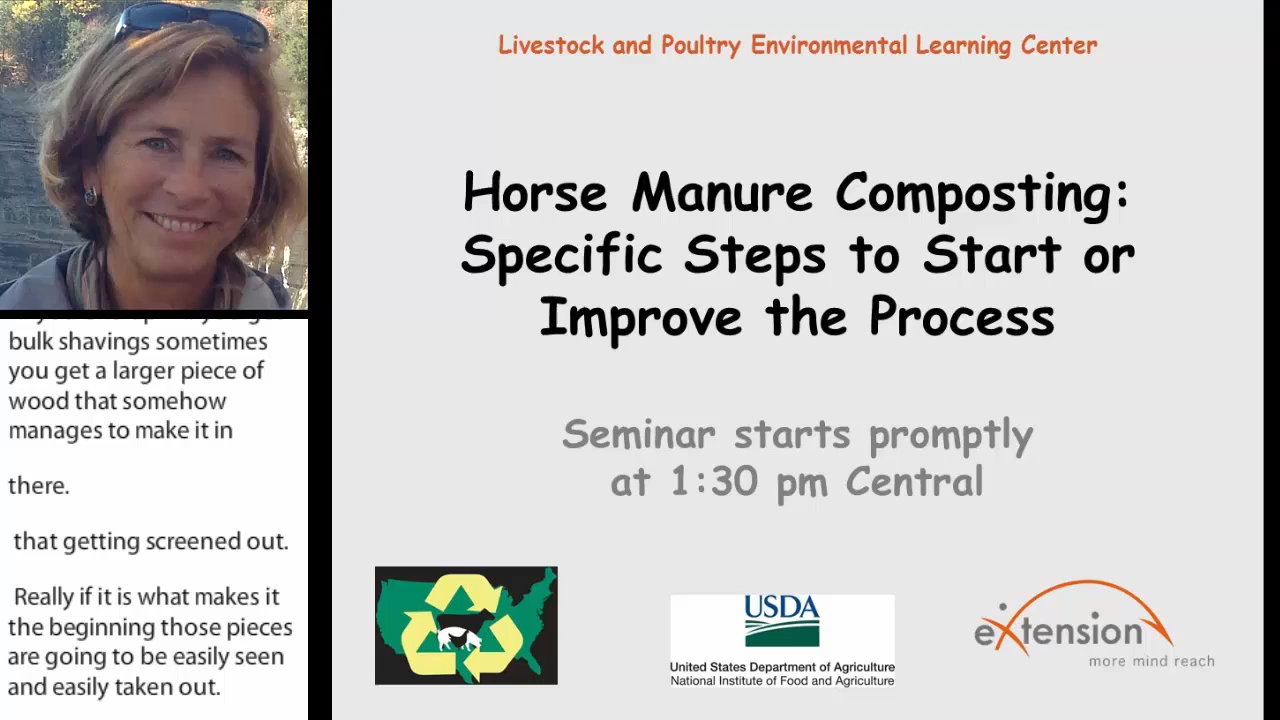 Livestock and Poultry Environmental Learning Center
Horse Manure Composting:
Specific Steps to Start or
Improve the Process
Seminar starts promptly
at 1:30 pm Central
bulk shavings sometimes
you get a larger piece of
wood that somehow
manages to make it in
there.
that getting screened out.
Really if it is what makes it
the beginning those pieces
are going to be easily seen
and easily taken out.
USDA
United States Department of Agriculture
National Institute of Food and Agriculture
eXtension
more mind reach